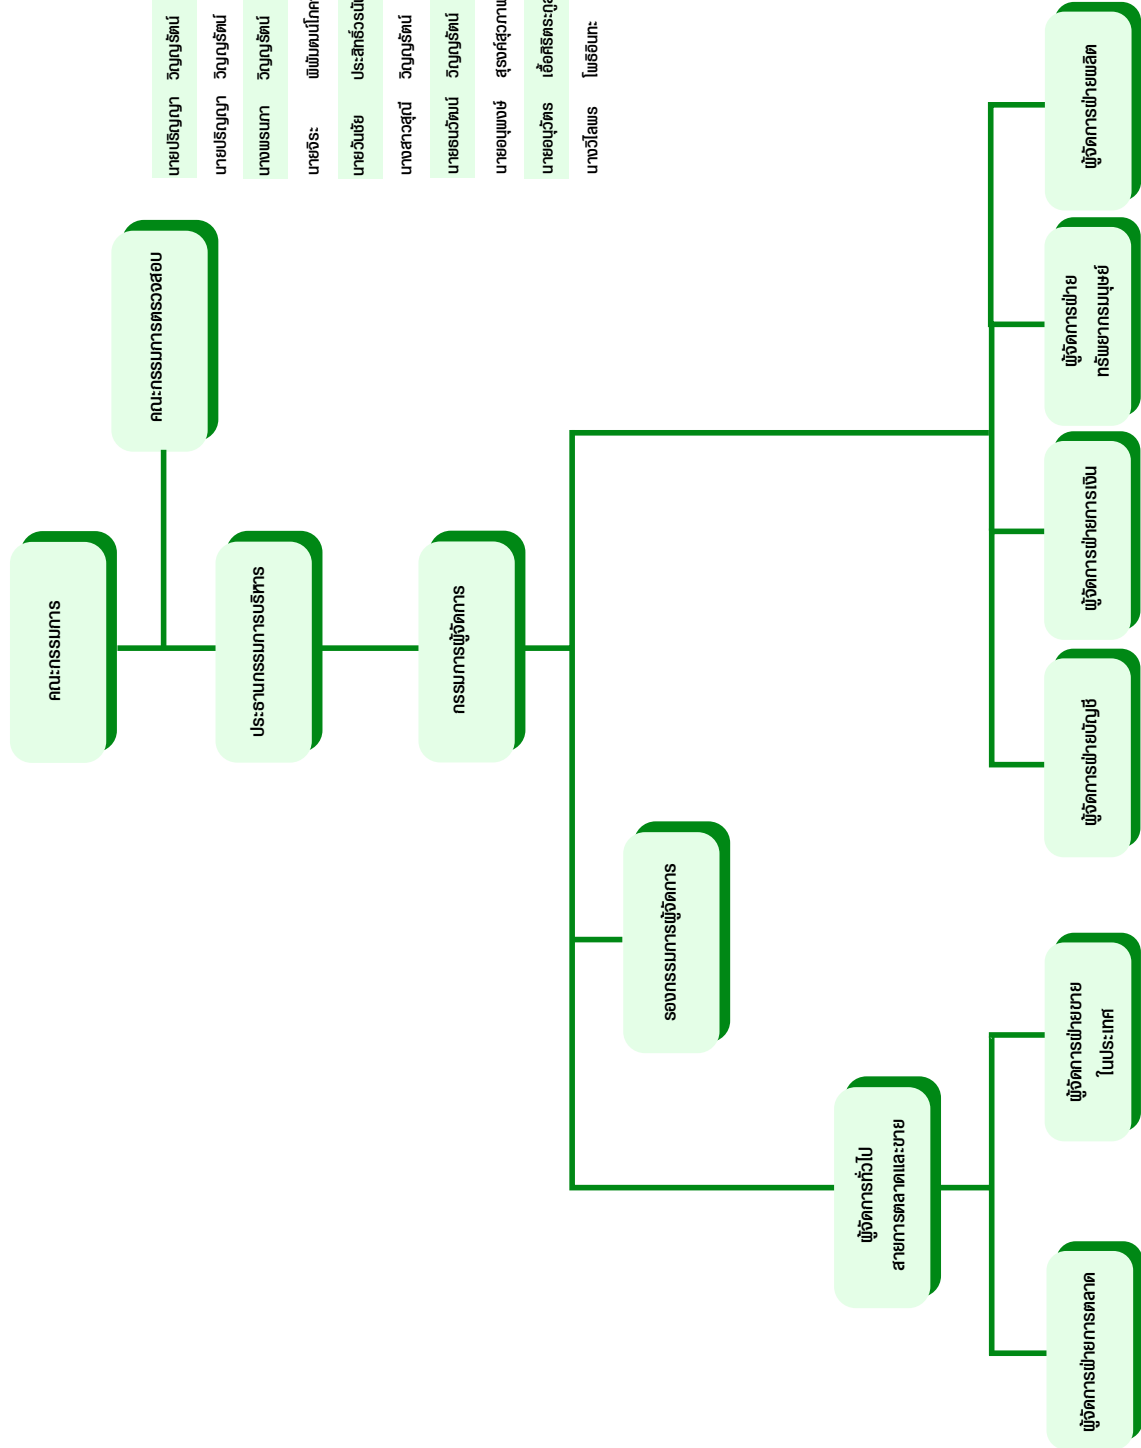 คณะกรรมการ
คณะกรรมการตรวจสอบ
นายปริญญา วิญญรัตน์
นายปริญญา วิญญรัตน์
นางพรนภา วิญญรัตน์
นายจิระ
นายวันชัย
นางสาวสุณี วิญญรัตน์
นายธนวัฒน์ วิญญรัตน์
นายอนุพงษ์
นายอนุวัตร
นางวิไลพร โพธิอินทะ
ประธานกรรมการบริหาร
กรรมการผู้จัดการ
รองกรรมการผู้จัดการ
ผู้จัดการทั่วไป
สายการตลาดและขาย
ผู้จัดการฝ่ายการตลาด
ผู้จัดการฝ่ายขาย
ในประเทศ
ผู้จัดการฝ่ายบัญชี
ผู้จัดการฝ่ายการเงิน
ผู้จัดการฝ่าย
ทรัพยากรมนุษย์
ผู้จัดการฝ่ายผลิต